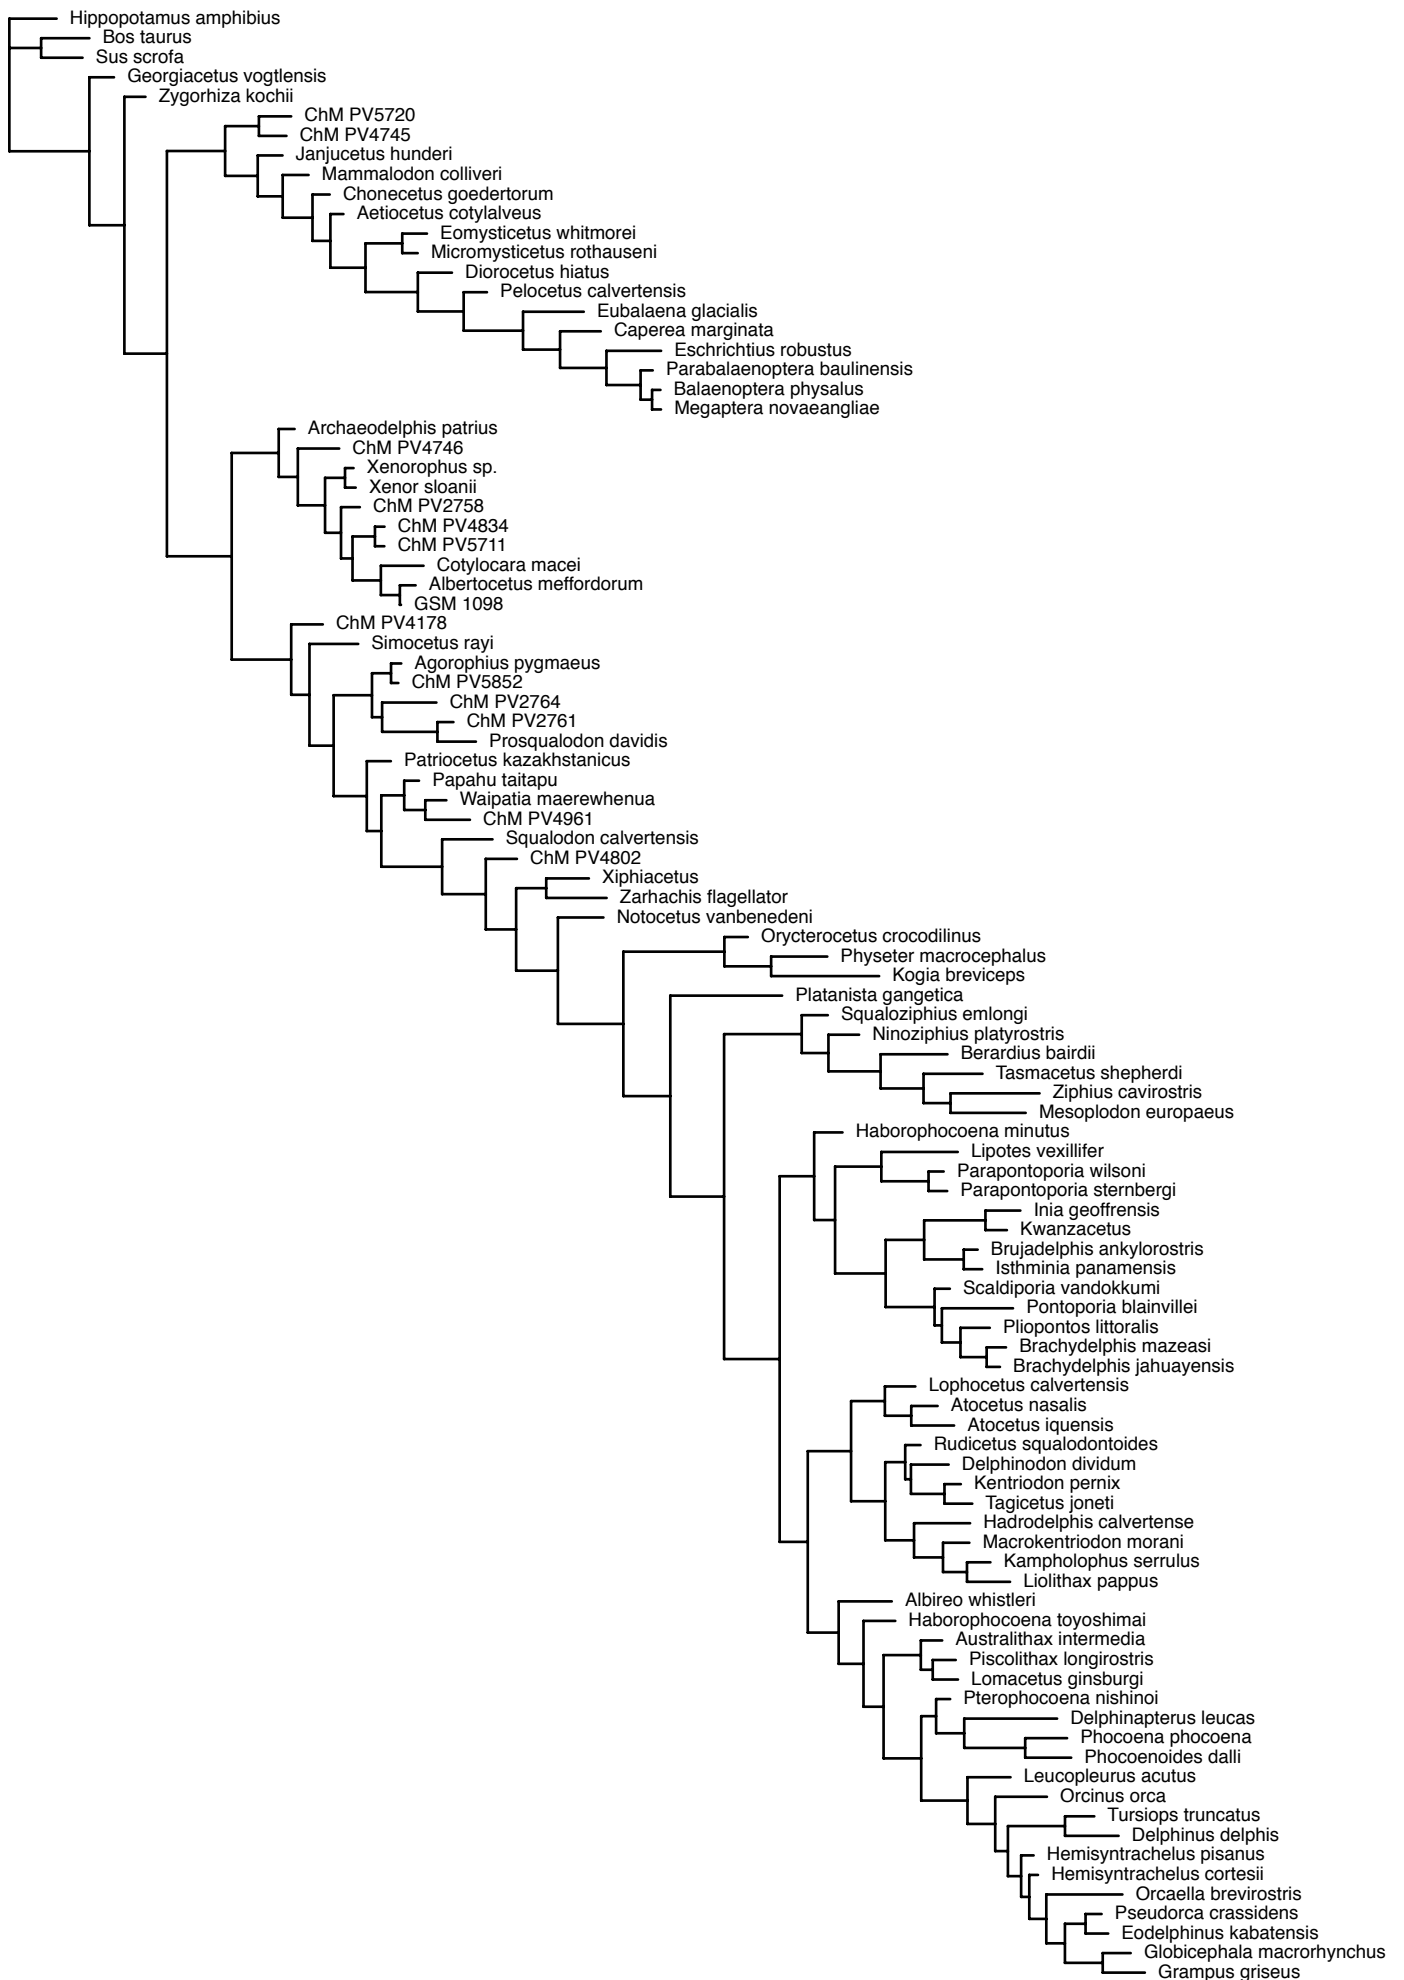 Hippopotamus amphibius
Bos taurus
Sus scrofa
Georgiacetus vogtlensis
Zygorhiza kochii
ChM PV5720
ChM PV4745
Janjucetus hunderi
Mammalodon colliveri
Chonecetus goedertorum
Aetiocetus cotylalveus
Eomysticetus whitmorei
Micromysticetus rothauseni
Diorocetus hiatus
Pelocetus calvertensis
Eubalaena glacialis
Caperea marginata
Eschrichtius robustus
Parabalaenoptera baulinensis
Balaenoptera physalus
Megaptera novaeangliae
Archaeodelphis patrius
ChM PV4746
Xenorophus sp.
Xenor sloanii
ChM PV2758
ChM PV4834
ChM PV5711
Cotylocara macei
Albertocetus meffordorum
GSM 1098
ChM PV4178
Simocetus rayi
Agorophius pygmaeus
ChM PV5852
ChM PV2764
ChM PV2761
Prosqualodon davidis
Patriocetus kazakhstanicus
Papahu taitapu
Waipatia maerewhenua
ChM PV4961
Squalodon calvertensis
ChM PV4802
Xiphiacetus
Zarhachis flagellator
Notocetus vanbenedeni
Orycterocetus crocodilinus
Physeter macrocephalus
Kogia breviceps
Platanista gangetica
Squaloziphius emlongi
Ninoziphius platyrostris
Berardius bairdii
Tasmacetus shepherdi
Ziphius cavirostris
Mesoplodon europaeus
Haborophocoena minutus
Lipotes vexillifer
Parapontoporia wilsoni
Parapontoporia sternbergi
Inia geoffrensis
Kwanzacetus
Brujadelphis ankylorostris
Isthminia panamensis
Scaldiporia vandokkumi
Pontoporia blainvillei
Pliopontos littoralis
Brachydelphis mazeasi
Brachydelphis jahuayensis
Lophocetus calvertensis
Atocetus nasalis
Atocetus iquensis
Rudicetus squalodontoides
Delphinodon dividum
Kentriodon pernix
Tagicetus joneti
Hadrodelphis calvertense
Macrokentriodon morani
Kampholophus serrulus
Liolithax pappus
Albireo whistleri
Haborophocoena toyoshimai
Australithax intermedia
Piscolithax longirostris
Lomacetus ginsburgi
Pterophocoena nishinoi
Delphinapterus leucas
Phocoena phocoena
Phocoenoides dalli
Leucopleurus acutus
Orcinus orca
Tursiops truncatus
Delphinus delphis
Hemisyntrachelus pisanus
Hemisyntrachelus cortesii
Orcaella brevirostris
Pseudorca crassidens
Eodelphinus kabatensis
Globicephala macrorhynchus
Grampus griseus